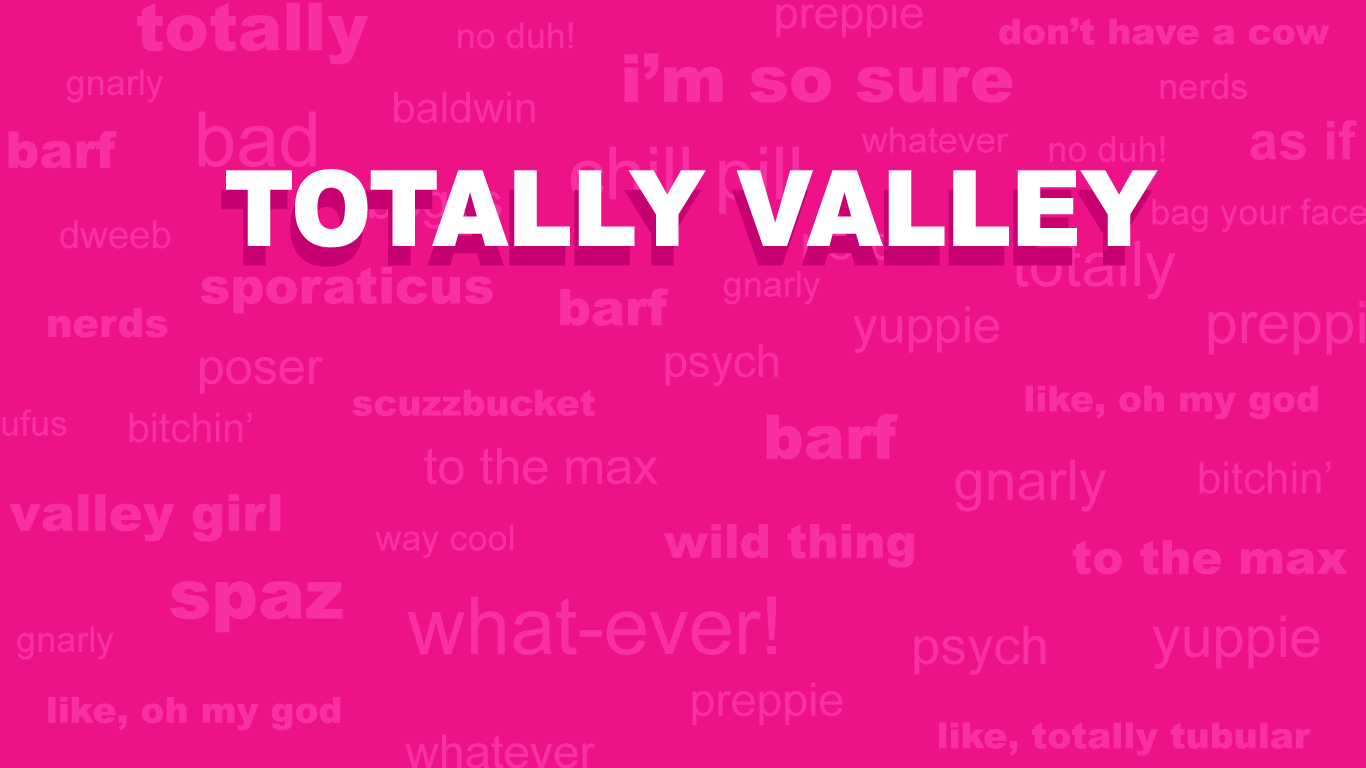 totally
no duh!
preppie
don't have a cow
gnarly
baldwin
i'm so sure
nerds
barf
bad
chill pill
whatever
no duh!
as if
TOTALLY VALLEY
dweeb
bag your face
totally
sporaticus
barf
gnarly
nerds
yuppie
preppi
poser
psych
scuzzbucket
like, oh my god
ufus
bitchin'
to the max
barf
gnarly
bitchin'
valley girl
way cool
wild thing
to the max
spaz
what-ever!
gnarly
psych
yuppie
like, oh my god
preppie
like, totally tubular
whatever